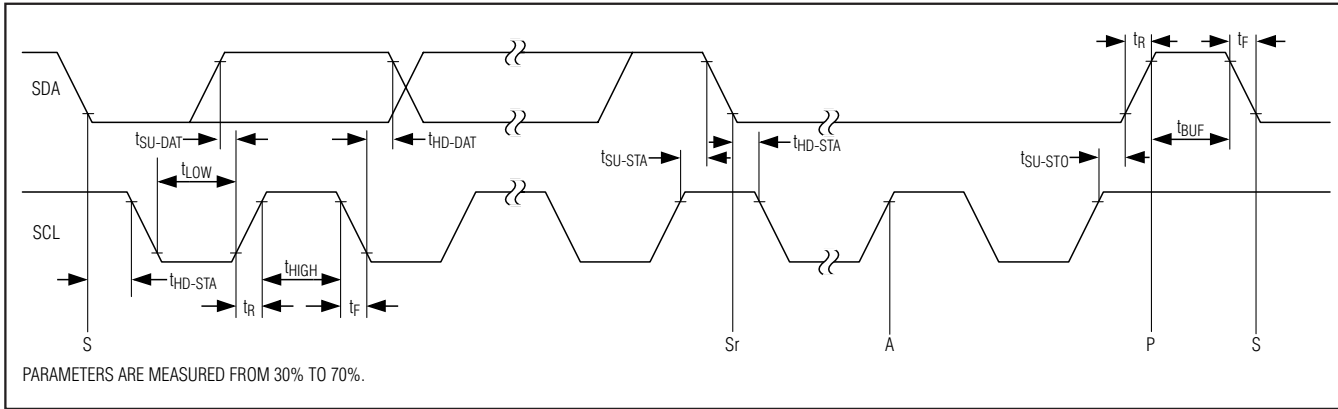 tR
tF
SDA
tSU-DAT
tHD-DAT
tBUF
tLOW
tSU-STA
tHD-STA
tSU-STO
SCL
tHD-STA
tHIGH
tR
tF
S
Sr
A
P
S
PARAMETERS ARE MEASURED FROM 30% TO 70%.